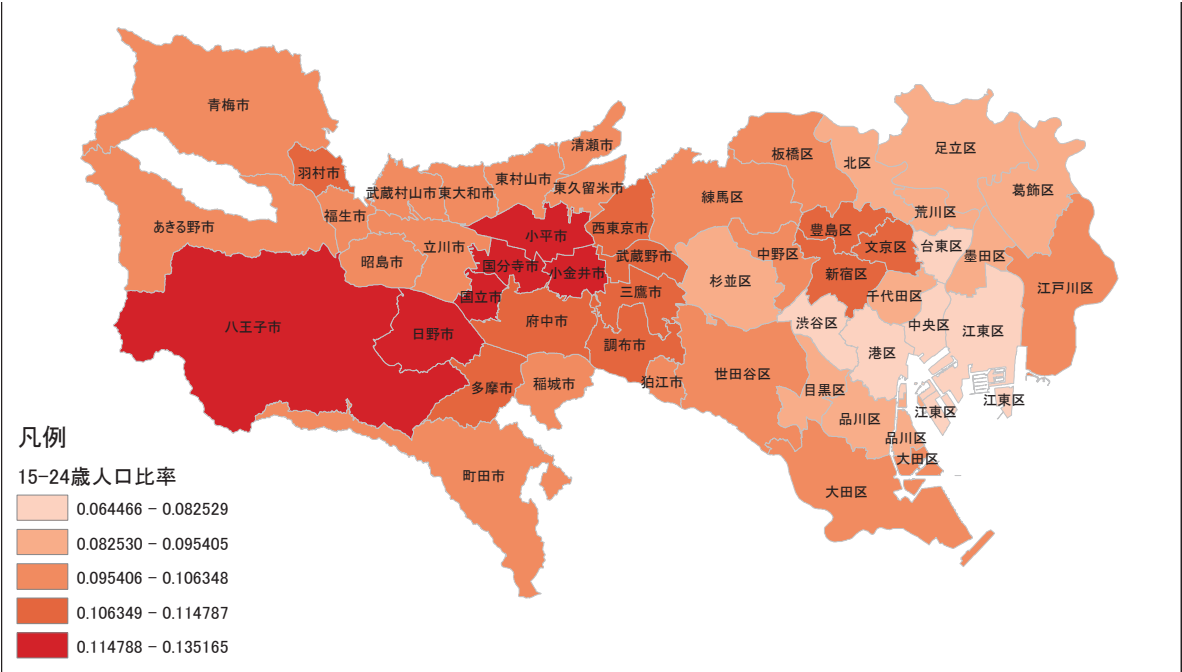 青梅市
清瀬市
板橋区
北区
足立区
羽村市
武蔵村山市
東大和市
東村山市
東久留米市
練馬区
葛飾区
あきる野市
福生市
小平市
西東京市
豊島区
荒川区
昭島市
立川市
国分寺市
小金井市
武蔵野市
中野区
文京区
台東区
墨田区
国立市
三鷹市
杉並区
新宿区
千代田区
江戸川区
八王子市
日野市
府中市
調布市
渋谷区
中央区
江東区
港区
多摩市
稲城市
狛江市
世田谷区
目黒区
江東区
江東区
品川区
品川区
大田区
町田市
大田区
凡例
15-24歳人口比率
0.064466 - 0.082529
0.082530 - 0.095405
0.095406 - 0.106348
0.106349 - 0.114787
0.114788 - 0.135165